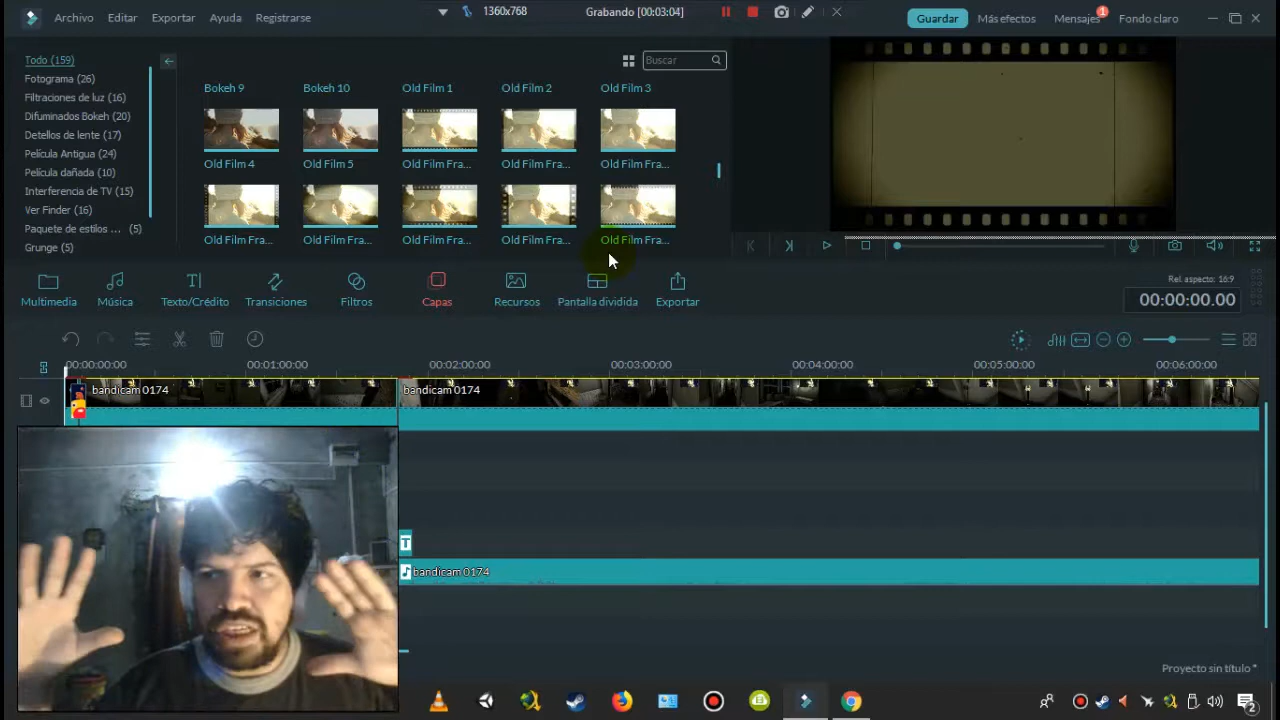 Archivo Editar Exportar Ayuda Registrarse
1360x768 Grabando [00:03:04]
Guardar Más efectos Mensajes 1 Fondo claro
Todo (159)
Fotograma (26)
Filtraciones de luz (16)
Difuminados Bokeh (20)
Detellos de lente (17)
Película Antigua (24)
Película dañada (10)
Interferencia de TV (15)
Ver Finder (16)
Paquete de estilos ... (5)
Grunge (5)
Buscar
Bokeh 9 Bokeh 10 Old Film 1 Old Film 2 Old Film 3
Old Film 4 Old Film 5 Old Film Fra... Old Film Fra... Old Film Fra...
Old Film Fra... Old Film Fra... Old Film Fra... Old Film Fra... Old Film Fra...
Multimedia Música Texto/Crédito Transiciones Filtros Capas Recursos Pantalla dividida Exportar
Rel. aspecto: 16:9
00:00:00.00
00:00:00:00 00:01:00:00 00:02:00:00 00:03:00:00 00:04:00:00 00:05:00:00 00:06:00:00
bandicam 0174 bandicam 0174
T
bandicam 0174
Proyecto sin título *
2